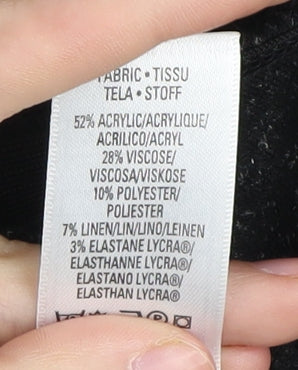 FABRIC • TISSU
TELA • STOFF
52% ACRYLIC/ACRYLIQUE/
ACRILICO/ACRYL
28% VISCOSE/
VISCOSA/VISKOSE
10% POLYESTER/
POLIESTER
7% LINEN/LIN/LINO/LEINEN
3% ELASTANE LYCRA®/
ELASTHANNE LYCRA®/
ELASTANO LYCRA®/
ELASTHAN LYCRA®